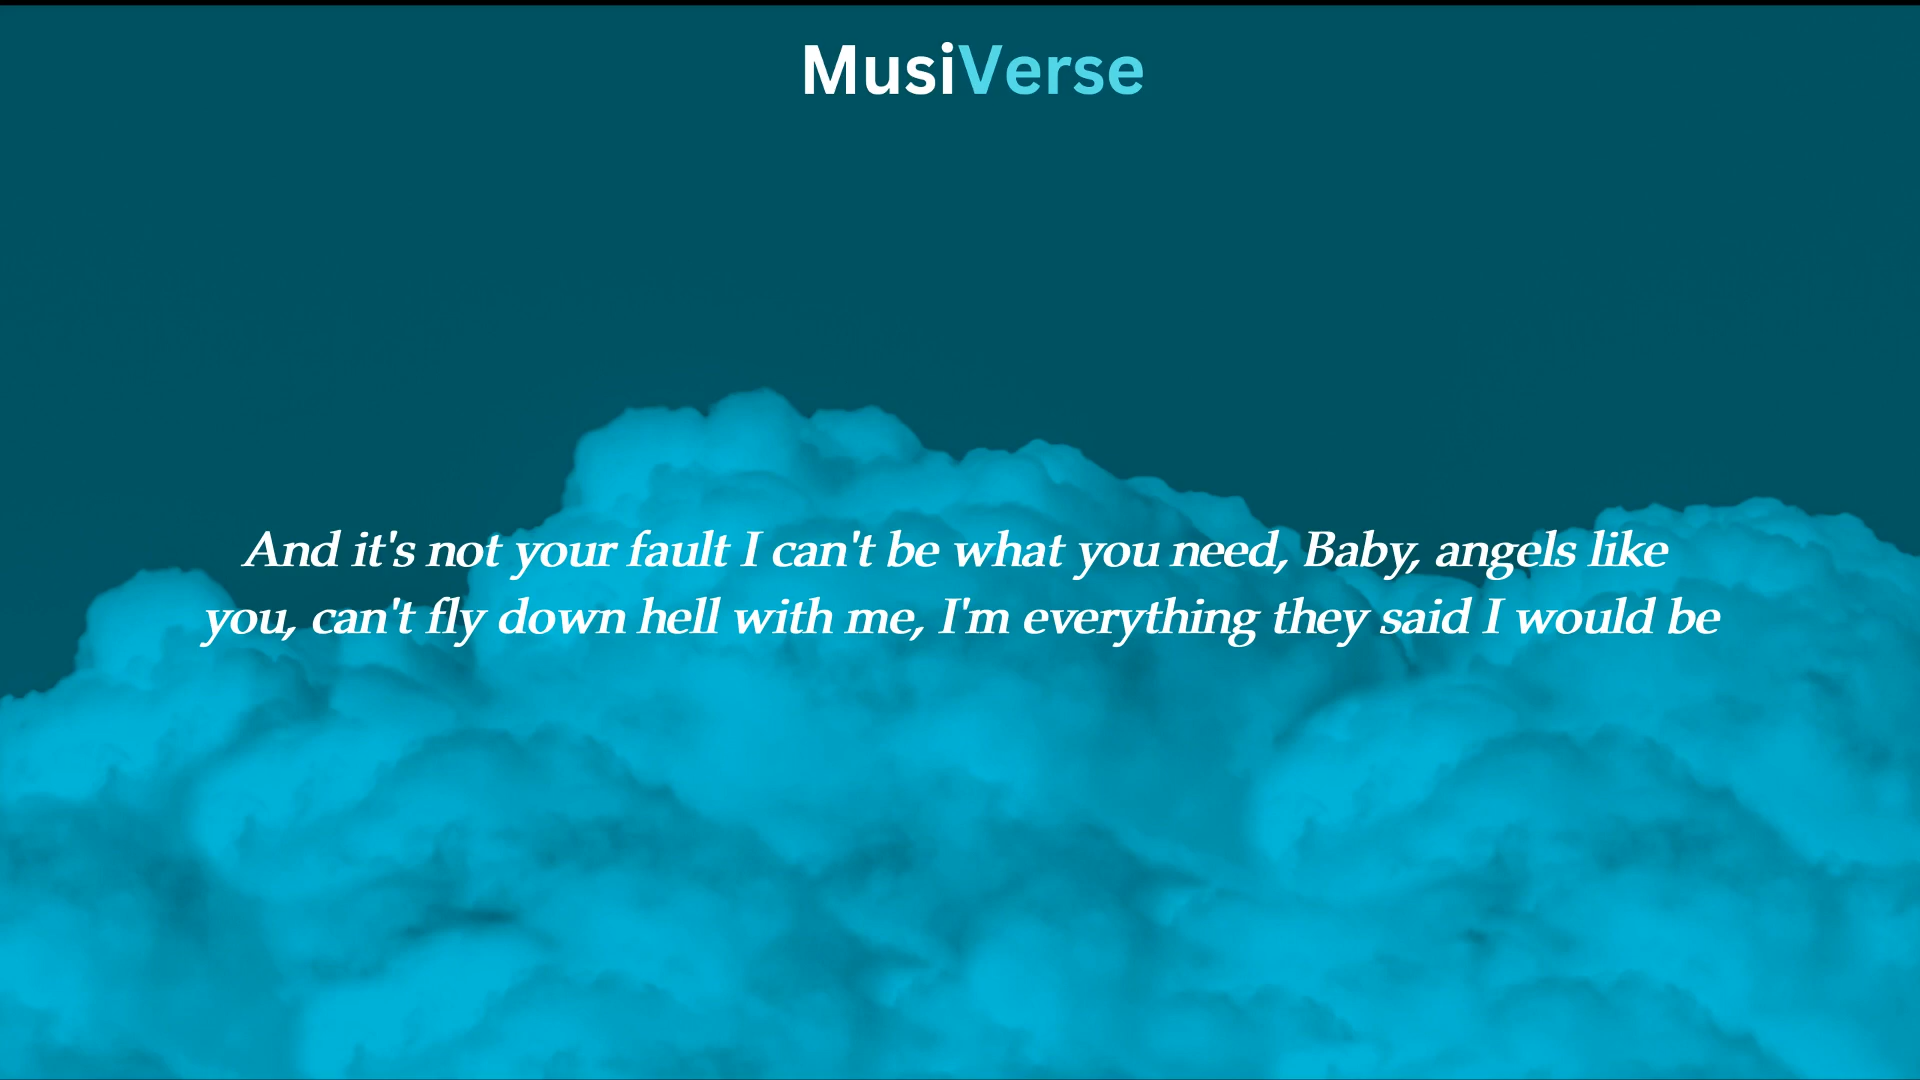 MusiVerse
And it's not your fault I can't be what you need, Baby, angels like
you, can't fly down hell with me, I'm everything they said I would be